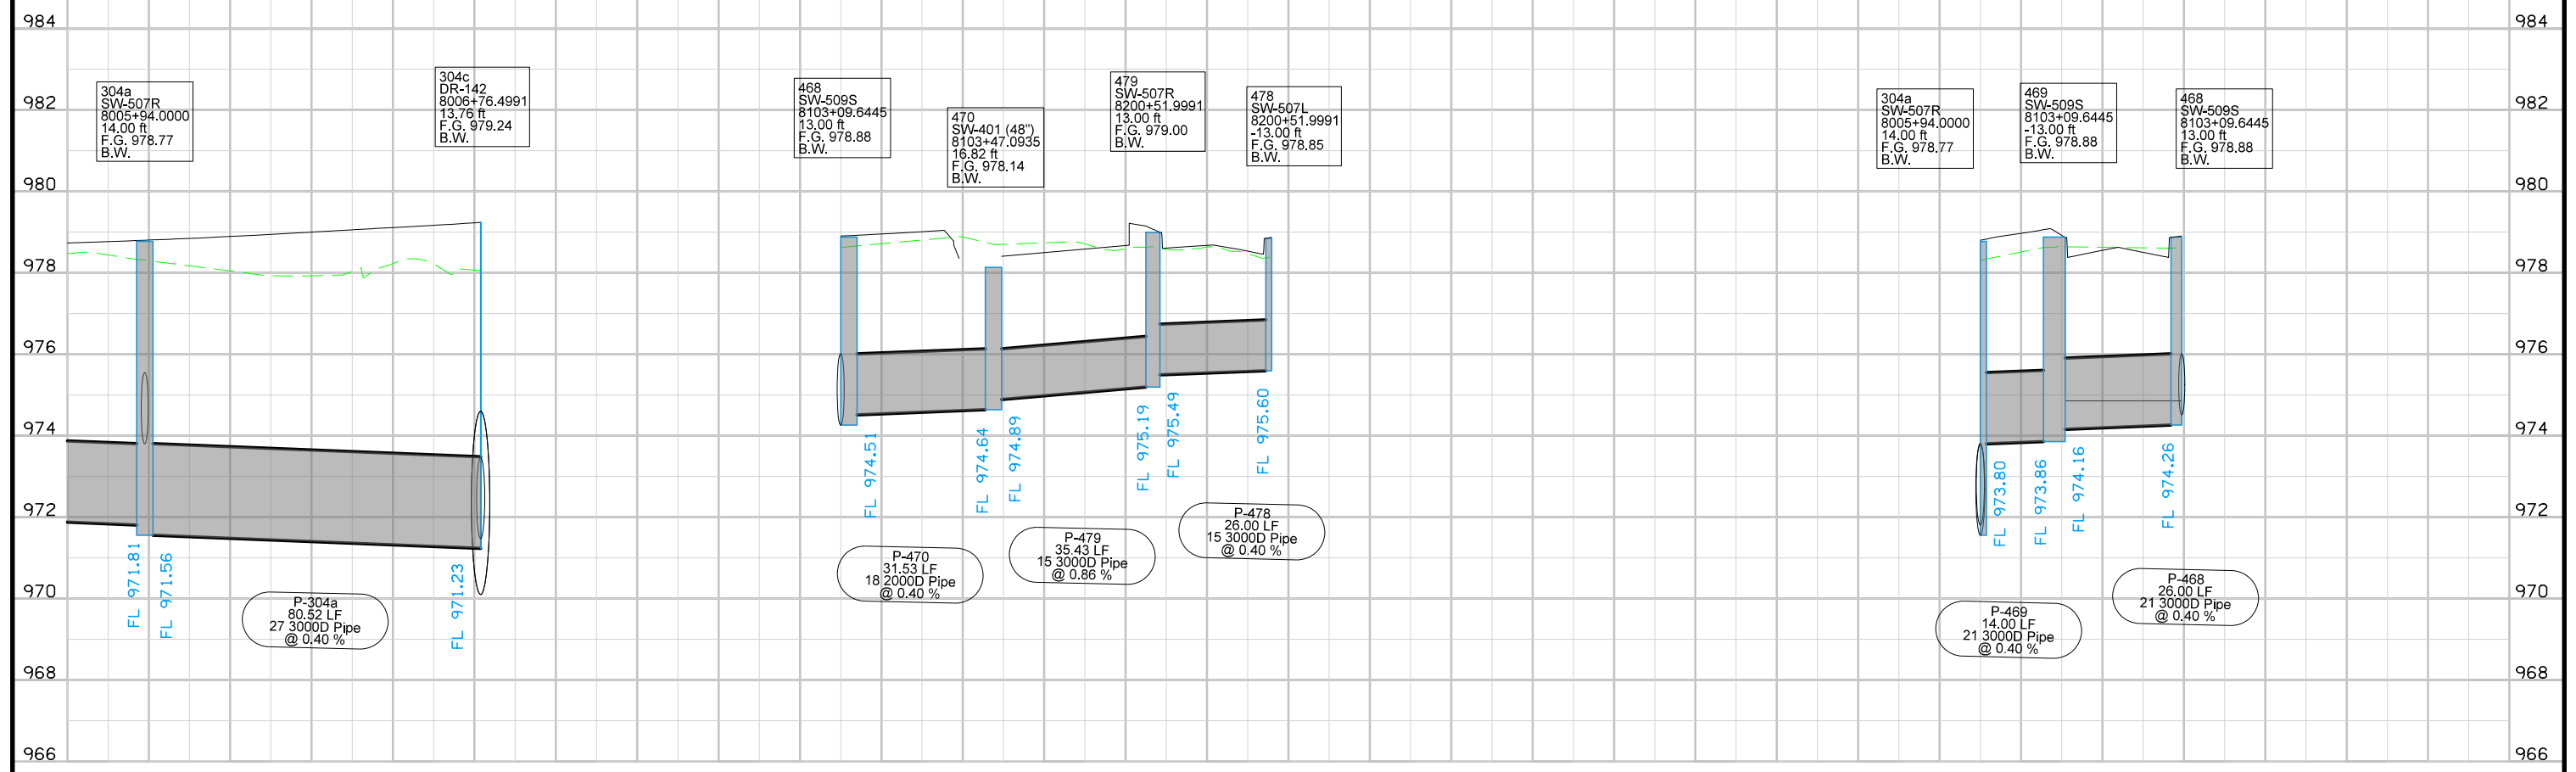 984
982
980
978
976
974
972
970
968
966
304a
SW-507R
8005+94.0000
14.00 ft
F.G. 978.77
B.W.
304c
DR-142
8006+76.4991
13.76 ft
F.G. 979.24
B.W.
FL 971.81
FL 971.56
FL 971.23
P-304a
80.52 LF
27 3000D Pipe
@ 0.40 %
468
SW-509S
8103+09.6445
13.00 ft
F.G. 978.88
B.W.
470
SW-401 (48")
8103+47.0935
16.82 ft
F.G. 978.14
B.W.
479
SW-507R
8200+51.9991
13.00 ft
F.G. 979.00
B.W.
478
SW-507L
8200+51.9991
-13.00 ft
F.G. 978.85
B.W.
FL 974.51
FL 974.64
FL 974.89
FL 975.19
FL 975.49
FL 975.60
P-470
31.53 LF
18 2000D Pipe
@ 0.40 %
P-479
35.43 LF
15 3000D Pipe
@ 0.86 %
P-478
26.00 LF
15 3000D Pipe
@ 0.40 %
304a
SW-507R
8005+94.0000
14.00 ft
F.G. 978.77
B.W.
469
SW-509S
8103+09.6445
-13.00 ft
F.G. 978.88
B.W.
468
SW-509S
8103+09.6445
13.00 ft
F.G. 978.88
B.W.
FL 973.80
FL 973.86
FL 974.16
FL 974.26
P-469
14.00 LF
21 3000D Pipe
@ 0.40 %
P-468
26.00 LF
21 3000D Pipe
@ 0.40 %
984
982
980
978
976
974
972
970
968
966